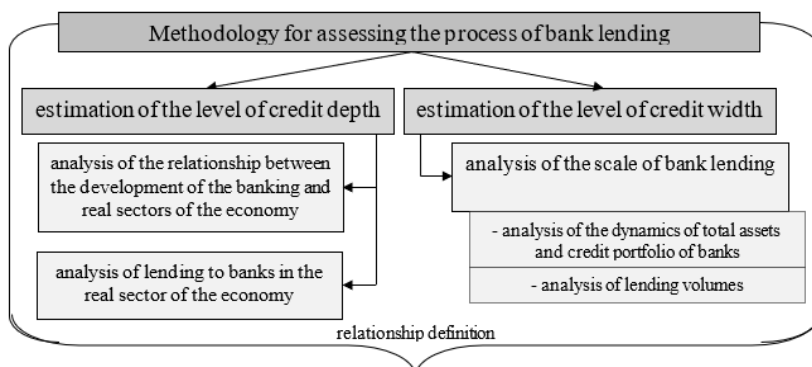 Methodology for assessing the process of bank lending
estimation of the level of credit depth
estimation of the level of credit width
analysis of the relationship between
the development of the banking and
real sectors of the economy
analysis of lending to banks in the
real sector of the economy
analysis of the scale of bank lending
- analysis of the dynamics of total assets
and credit portfolio of banks
- analysis of lending volumes
relationship definition